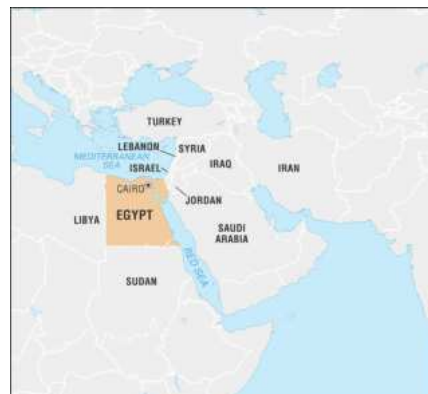 TURKEY
LEBANON
SYRIA
MEDITERRANEAN
SEA
ISRAEL
IRAQ
IRAN
CAIRO
JORDAN
LIBYA
EGYPT
SAUDI
ARABIA
RED SEA
SUDAN